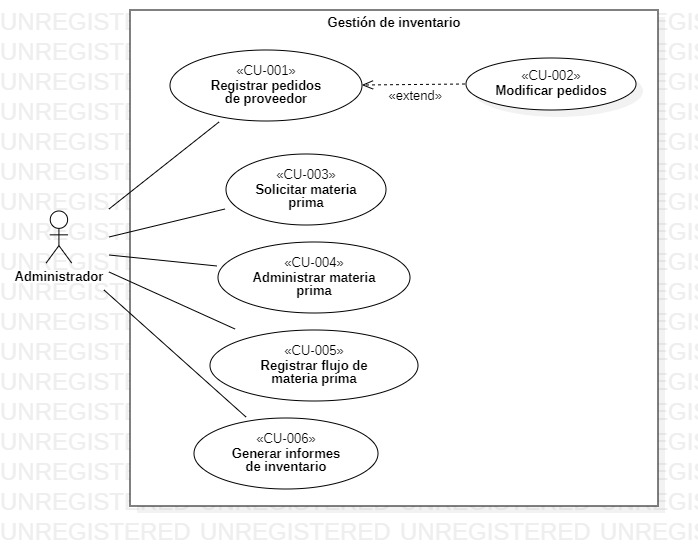 Gestión de inventario
«CU-001»
Registrar pedidos
de proveedor
«extend»
«CU-002»
Modificar pedidos
«CU-003»
Solicitar materia
prima
Administrador
«CU-004»
Administrar materia
prima
«CU-005»
Registrar flujo de
materia prima
«CU-006»
Generar informes
de inventario
UNREGISTERED UNREGISTERED UNREGISTERED UNREGISTERED